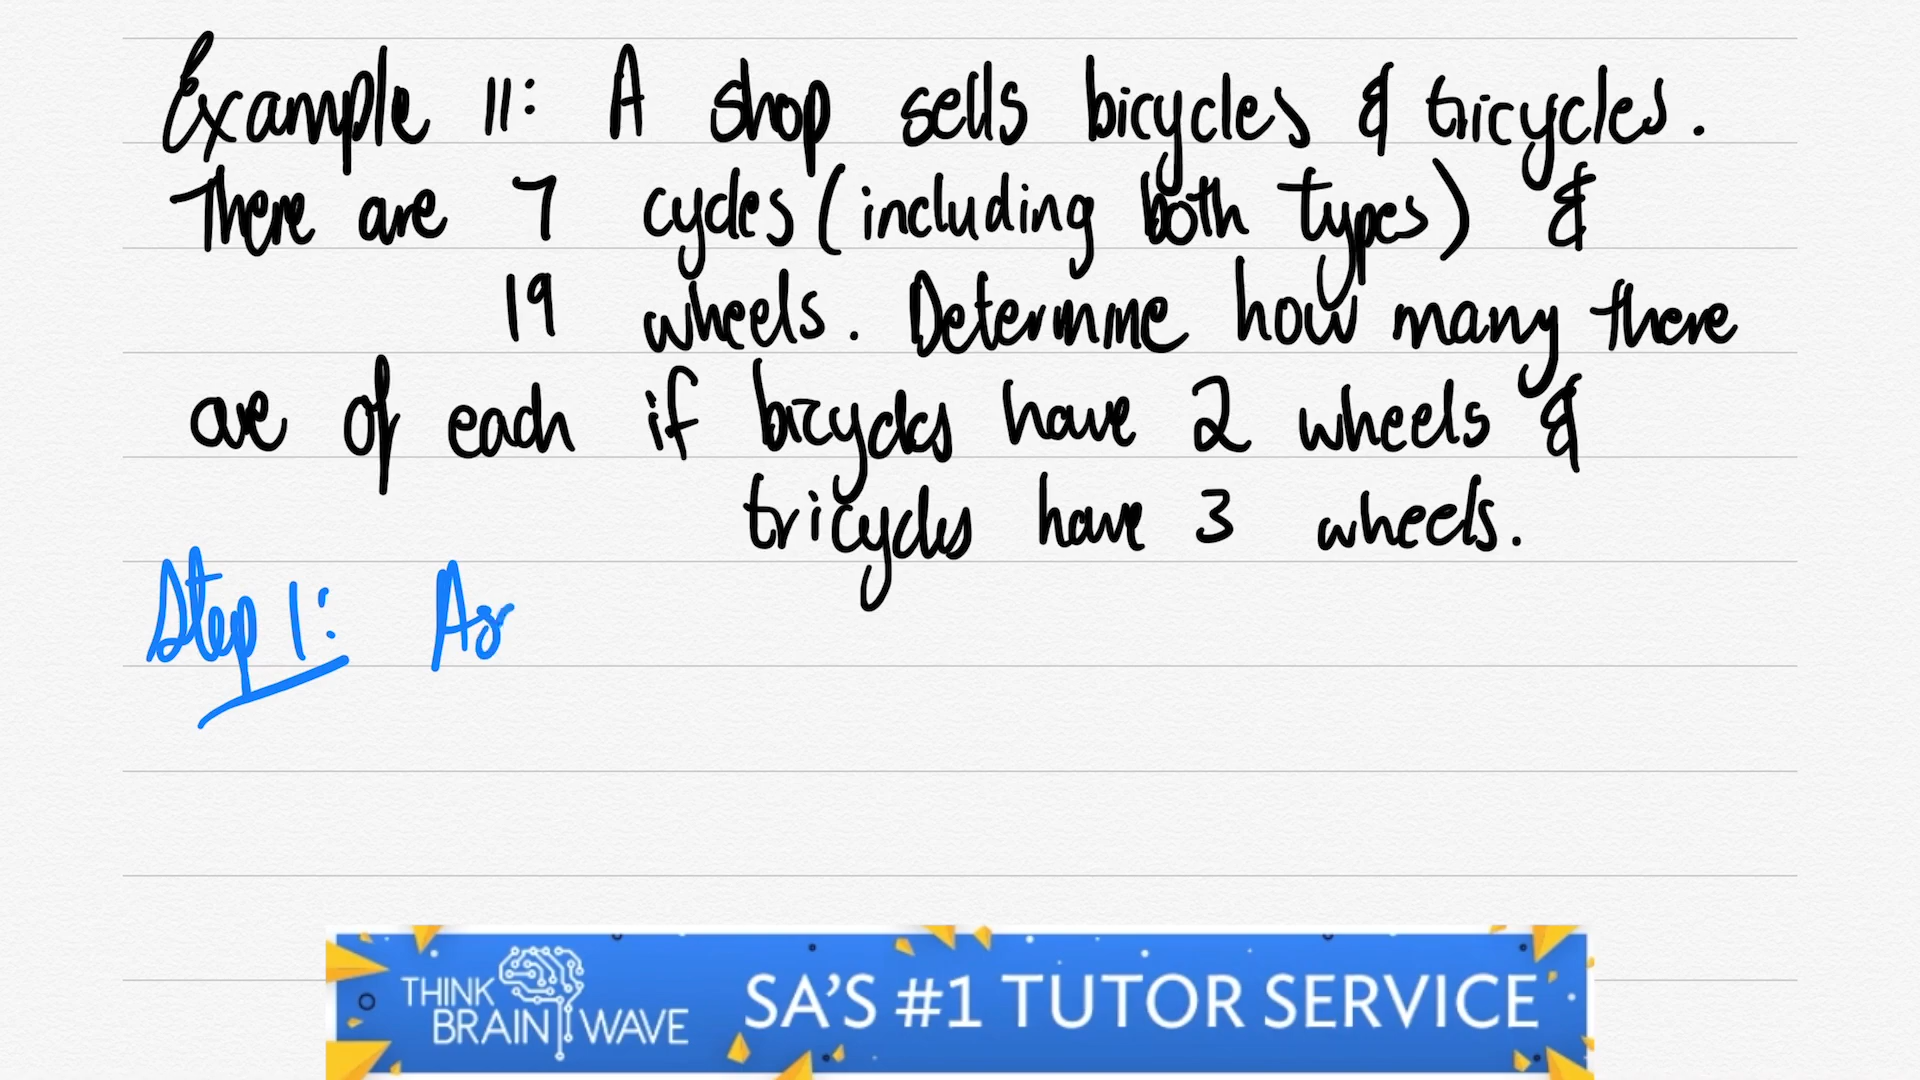 Example 11: A shop sells bicycles & tricycles.
There are 7 cycles (including both types) &
19 wheels. Determine how many there
are of each if bicycles have 2 wheels &
tricycles have 3 wheels.
Step 1: As
THINK
BRAIN WAVE
SA'S #1 TUTOR SERVICE